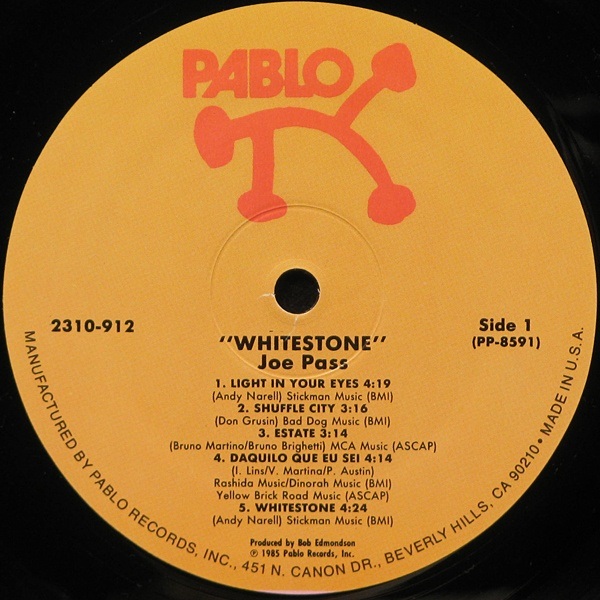 PABLO
2310-912
Side 1
(PP-8591)
"WHITESTONE"
Joe Pass
1. LIGHT IN YOUR EYES 4:19
(Andy Narell) Stickman Music (BMI)
2. SHUFFLE CITY 3:16
(Don Grusin) Bad Dog Music (BMI)
3. ESTATE 3:14
(Bruno Martino/Bruno Brighetti) MCA Music (ASCAP)
4. DAQUILO QUE EU SEI 4:14
(I. Lins/V. Martina/P. Austin)
Rashida Music/Dinorah Music (BMI)
Yellow Brick Road Music (ASCAP)
5. WHITESTONE 4:24
(Andy Narell) Stickman Music (BMI)
Produced by Bob Edmondson
℗ 1985 Pablo Records, Inc.
MANUFACTURED BY PABLO RECORDS, INC., 451 N. CANON DR., BEVERLY HILLS, CA 90210 • MADE IN U.S.A.